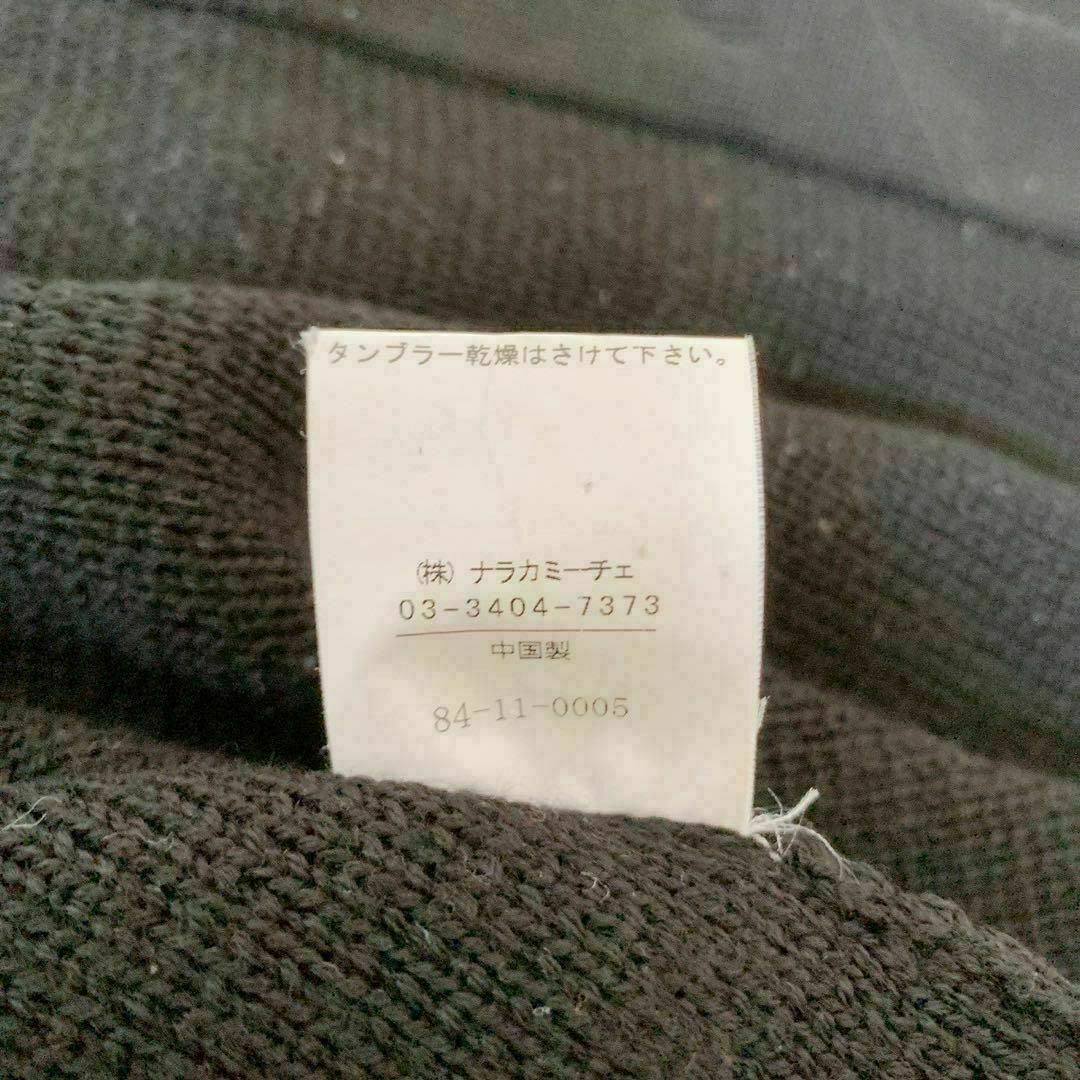 タンブラー乾燥はさけて下さい。
(株) ナラカミーチェ
03-3404-7373
中国製
84-11-0005